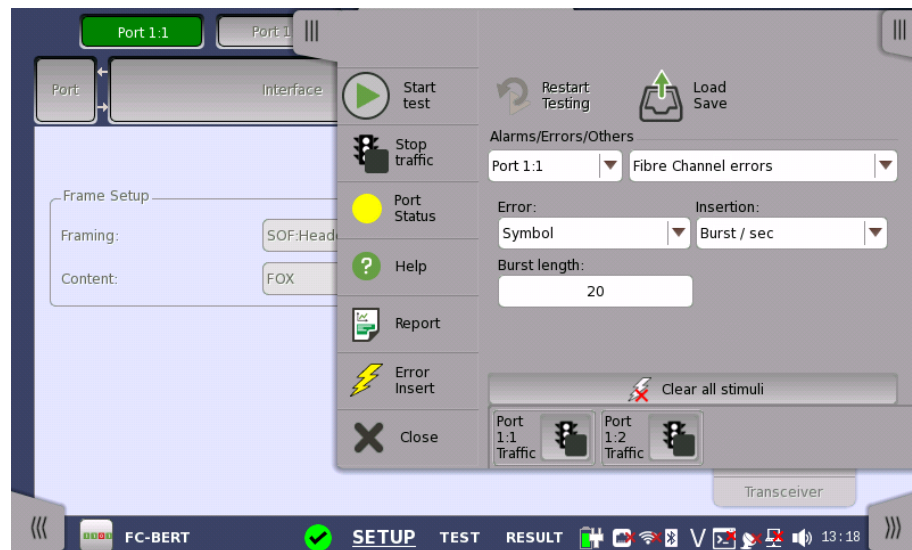 Port 1:1
Port 1
Port
Interface
Start
test
Restart
Testing
Load
Save
Stop
traffic
Alarms/Errors/Others
Port 1:1
Fibre Channel errors
Frame Setup
Port
Status
Error:
Insertion:
Framing:
SOF:Heade
Symbol
Burst / sec
Content:
FOX
Help
Burst length:
20
Report
Error
Insert
Clear all stimuli
Close
Port
1:1
Traffic
Port
1:2
Traffic
Transceiver
FC-BERT
SETUP
TEST
RESULT
V
13:18